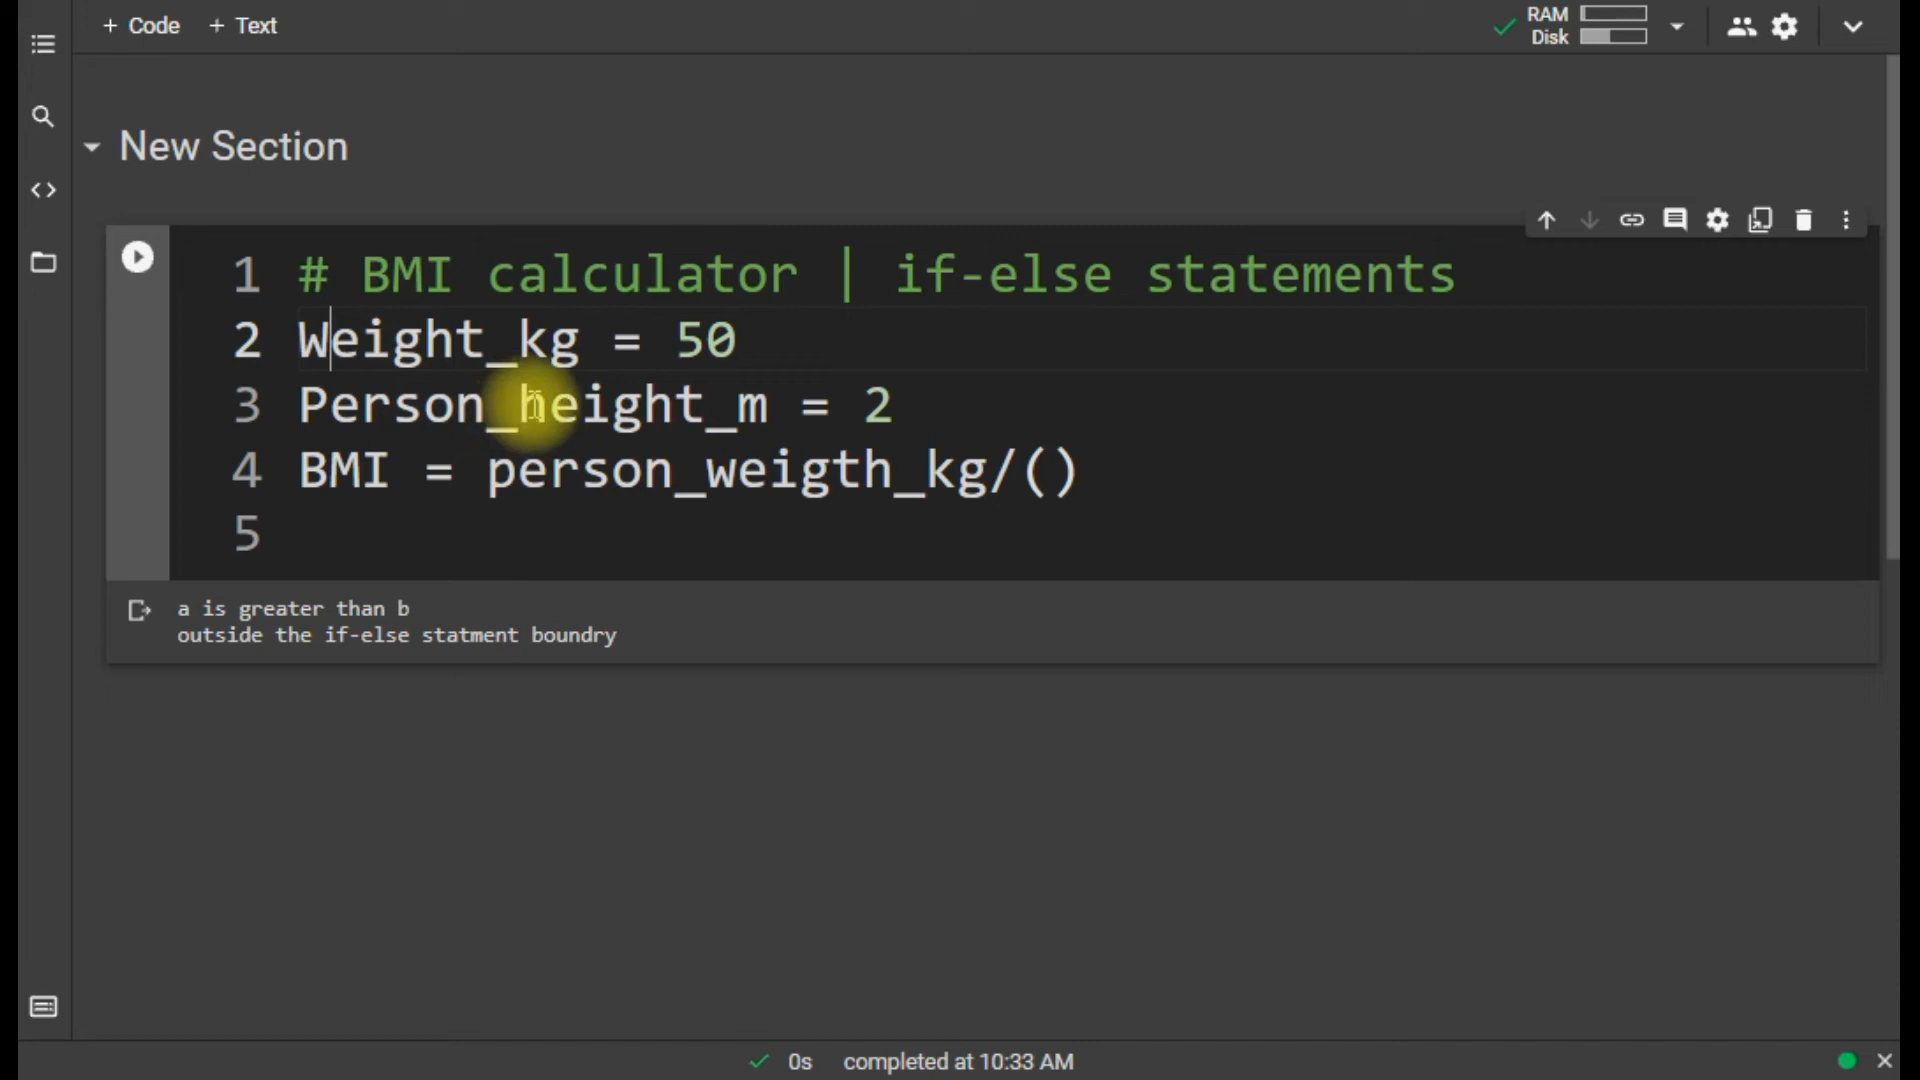 + Code + Text
RAM
Disk
New Section
1 # BMI calculator | if-else statements
2 Weight_kg = 50
3 Person_height_m = 2
4 BMI = person_weigth_kg/()
5
a is greater than b
outside the if-else statment boundry
0s completed at 10:33 AM